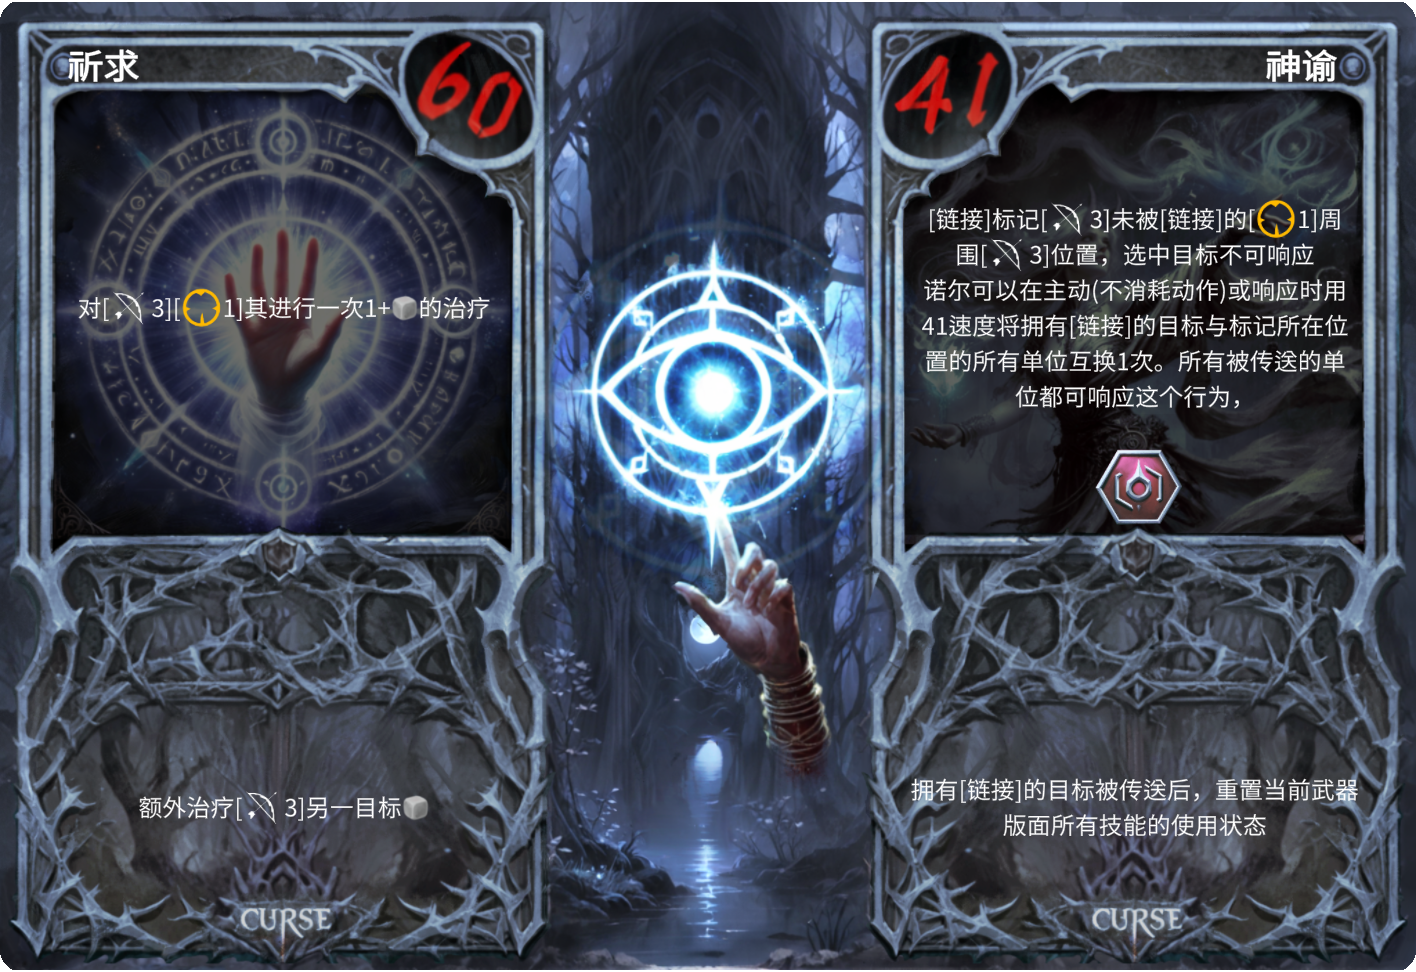 祈求
60
对[3][1]其进行一次1+的治疗
额外治疗[3]另一目标
CURSE
41
神谕
[链接]标记[3]未被[链接]的[1]周
围[3]位置，选中目标不可响应
诺尔可以在主动(不消耗动作)或响应时用
41速度将拥有[链接]的目标与标记所在位
置的所有单位互换1次。所有被传送的单
位都可响应这个行为，
拥有[链接]的目标被传送后，重置当前武器
版面所有技能的使用状态
CURSE